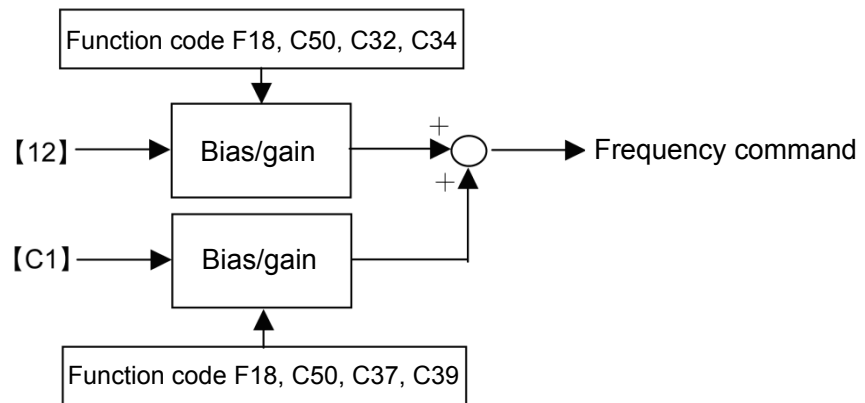 Function code F18, C50, C32, C34
【12】
Bias/gain
+
Frequency command
+
【C1】
Bias/gain
Function code F18, C50, C37, C39